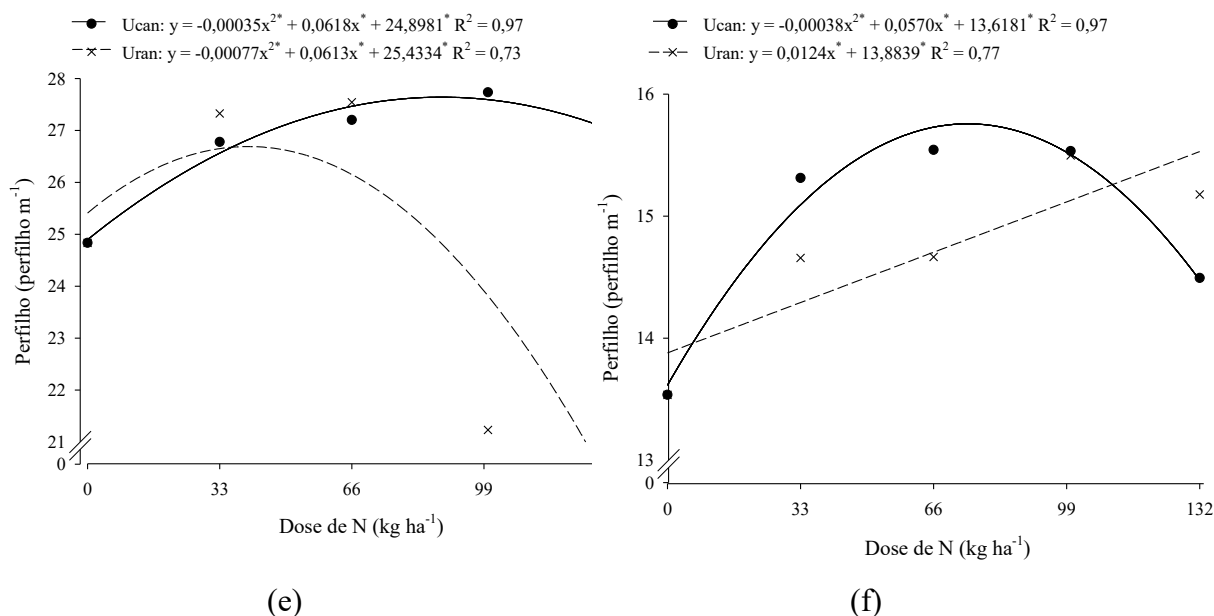 Ucan: y = -0,00035x²* + 0,0618x* + 24,8981* R² = 0,97
Uran: y = -0,00077x²* + 0,0613x* + 25,4334* R² = 0,73
28
27
26
25
24
23
22
21
0
Perfilho (perfilho m⁻¹)
0 33 66 99
Dose de N (kg ha⁻¹)
(e)
Ucan: y = -0,00038x²* + 0,0570x* + 13,6181* R² = 0,97
Uran: y = 0,0124x* + 13,8839* R² = 0,77
16
15
14
13
0
Perfilho (perfilho m⁻¹)
0 33 66 99 132
Dose de N (kg ha⁻¹)
(f)